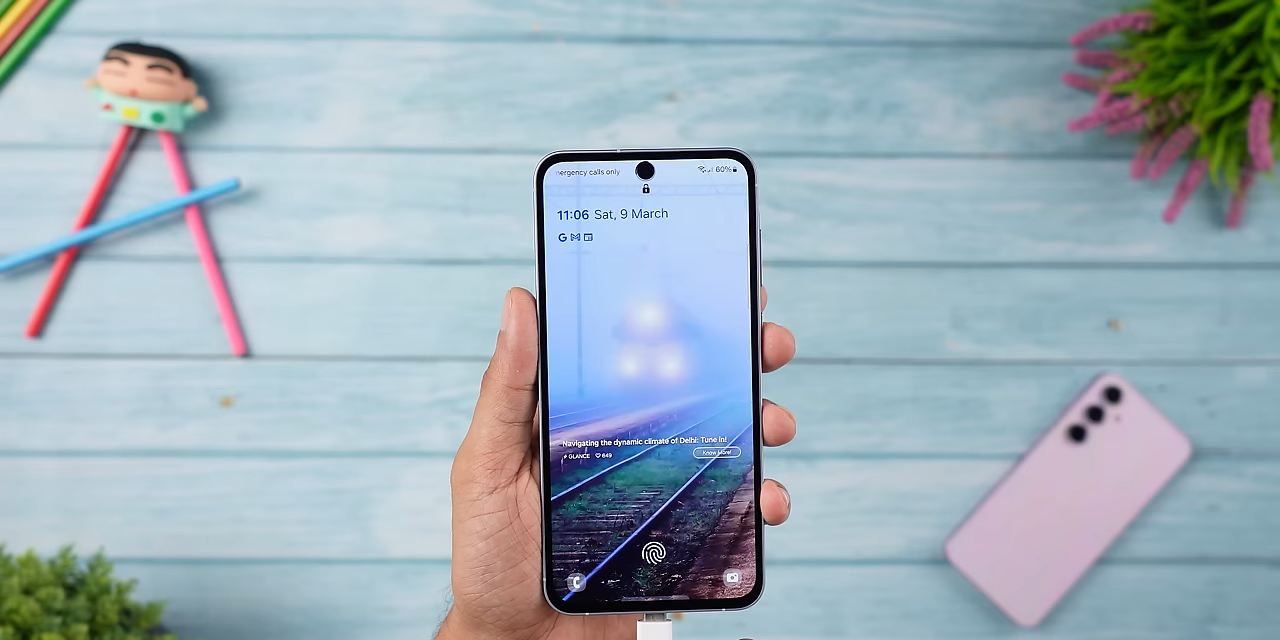 nergency calls only 60%
11:06 Sat, 9 March
Navigating the dynamic climate of Delhi: Tune in!
GLANCE 649 Know More!